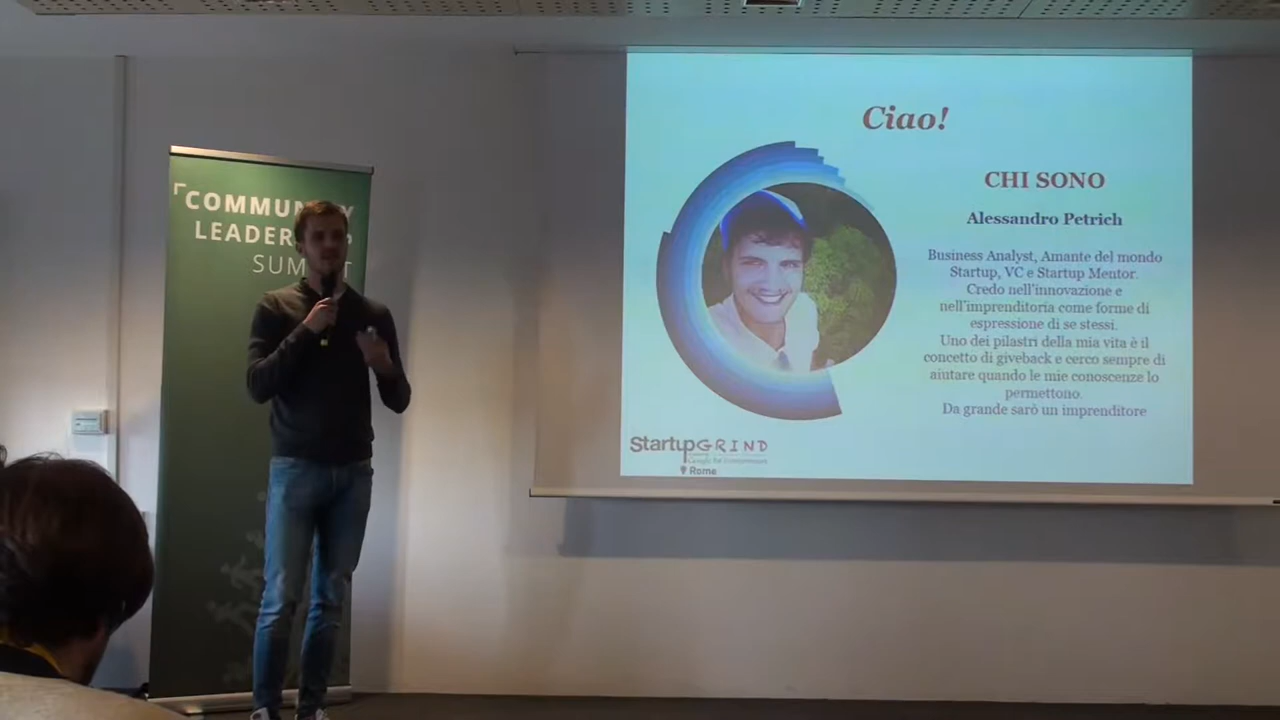 COMMUN
LEADER
SUM T
Ciao!
CHI SONO
Alessandro Petrich
Business Analyst, Amante del mondo
Startup, VC e Startup Mentor.
Credo nell'innovazione e
nell'imprenditoria come forme di
espressione di se stessi.
Uno dei pilastri della mia vita è il
concetto di giveback e cerco sempre di
aiutare quando le mie conoscenze lo
permettono.
Da grande sarò un imprenditore
StartupGRIND
Rome